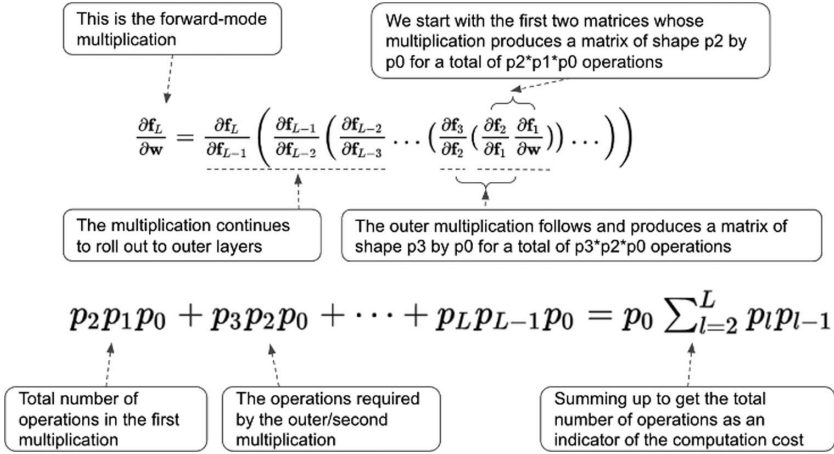 This is the forward-mode
multiplication
We start with the first two matrices whose
multiplication produces a matrix of shape p2 by
p0 for a total of p2*p1*p0 operations
∂f_L/∂w = ∂f_L/∂f_{L−1} ( ∂f_{L−1}/∂f_{L−2} ( ∂f_{L−2}/∂f_{L−3} ⋯ ( ∂f_3/∂f_2 ( ∂f_2/∂f_1 ∂f_1/∂w ) ) ⋯ ) )
The multiplication continues
to roll out to outer layers
The outer multiplication follows and produces a matrix of
shape p3 by p0 for a total of p3*p2*p0 operations
p_2p_1p_0 + p_3p_2p_0 + ⋯ + p_Lp_{L−1}p_0 = p_0 ∑_{l=2}^{L} p_lp_{l−1}
Total number of
operations in the first
multiplication
The operations required
by the outer/second
multiplication
Summing up to get the total
number of operations as an
indicator of the computation cost